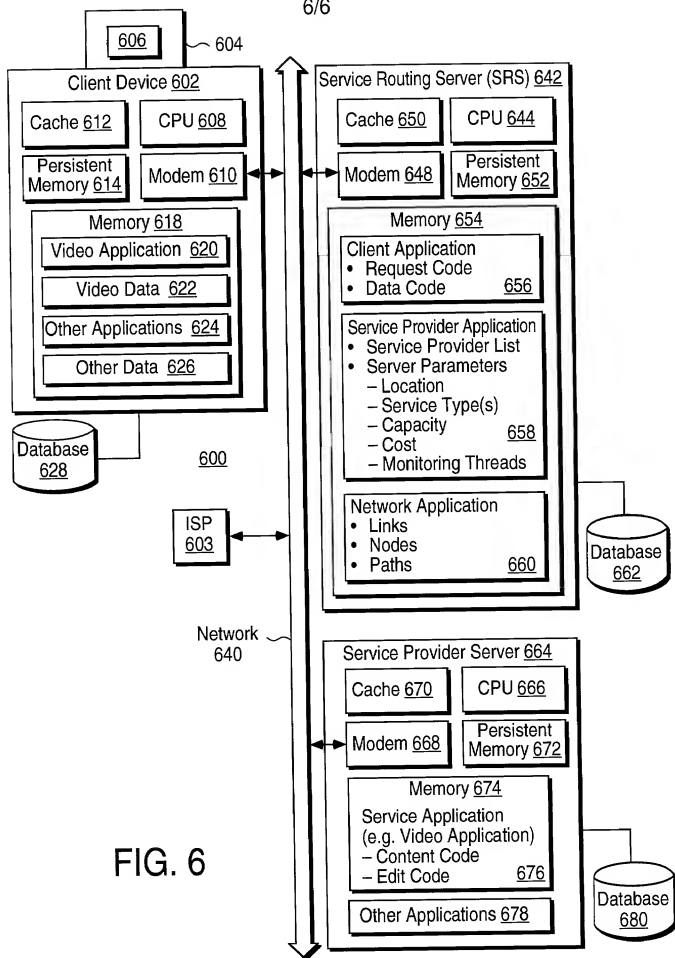 6/6
606
604
Client Device 602
Cache 612
CPU 608
Persistent
Memory 614
Modem 610
Memory 618
Video Application 620
Video Data 622
Other Applications 624
Other Data 626
Database
628
600
ISP
603
Network
640
Service Routing Server (SRS) 642
Cache 650
CPU 644
Modem 648
Persistent
Memory 652
Memory 654
Client Application
• Request Code
• Data Code 656
Service Provider Application
• Service Provider List
• Server Parameters
– Location
– Service Type(s)
– Capacity 658
– Cost
– Monitoring Threads
Network Application
• Links
• Nodes
• Paths 660
Database
662
Service Provider Server 664
Cache 670
CPU 666
Modem 668
Persistent
Memory 672
Memory 674
Service Application
(e.g. Video Application)
– Content Code
– Edit Code 676
Other Applications 678
Database
680
FIG. 6